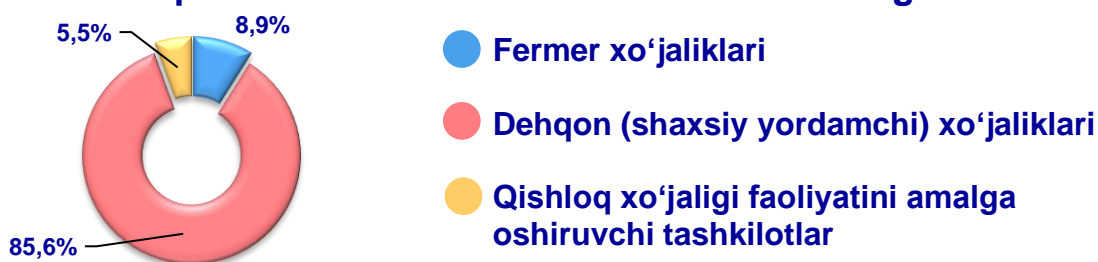 5,5%
8,9%
85,6%
Fermer xo‘jaliklari
Dehqon (shaxsiy yordamchi) xo‘jaliklari
Qishloq xo‘jaligi faoliyatini amalga
oshiruvchi tashkilotlar